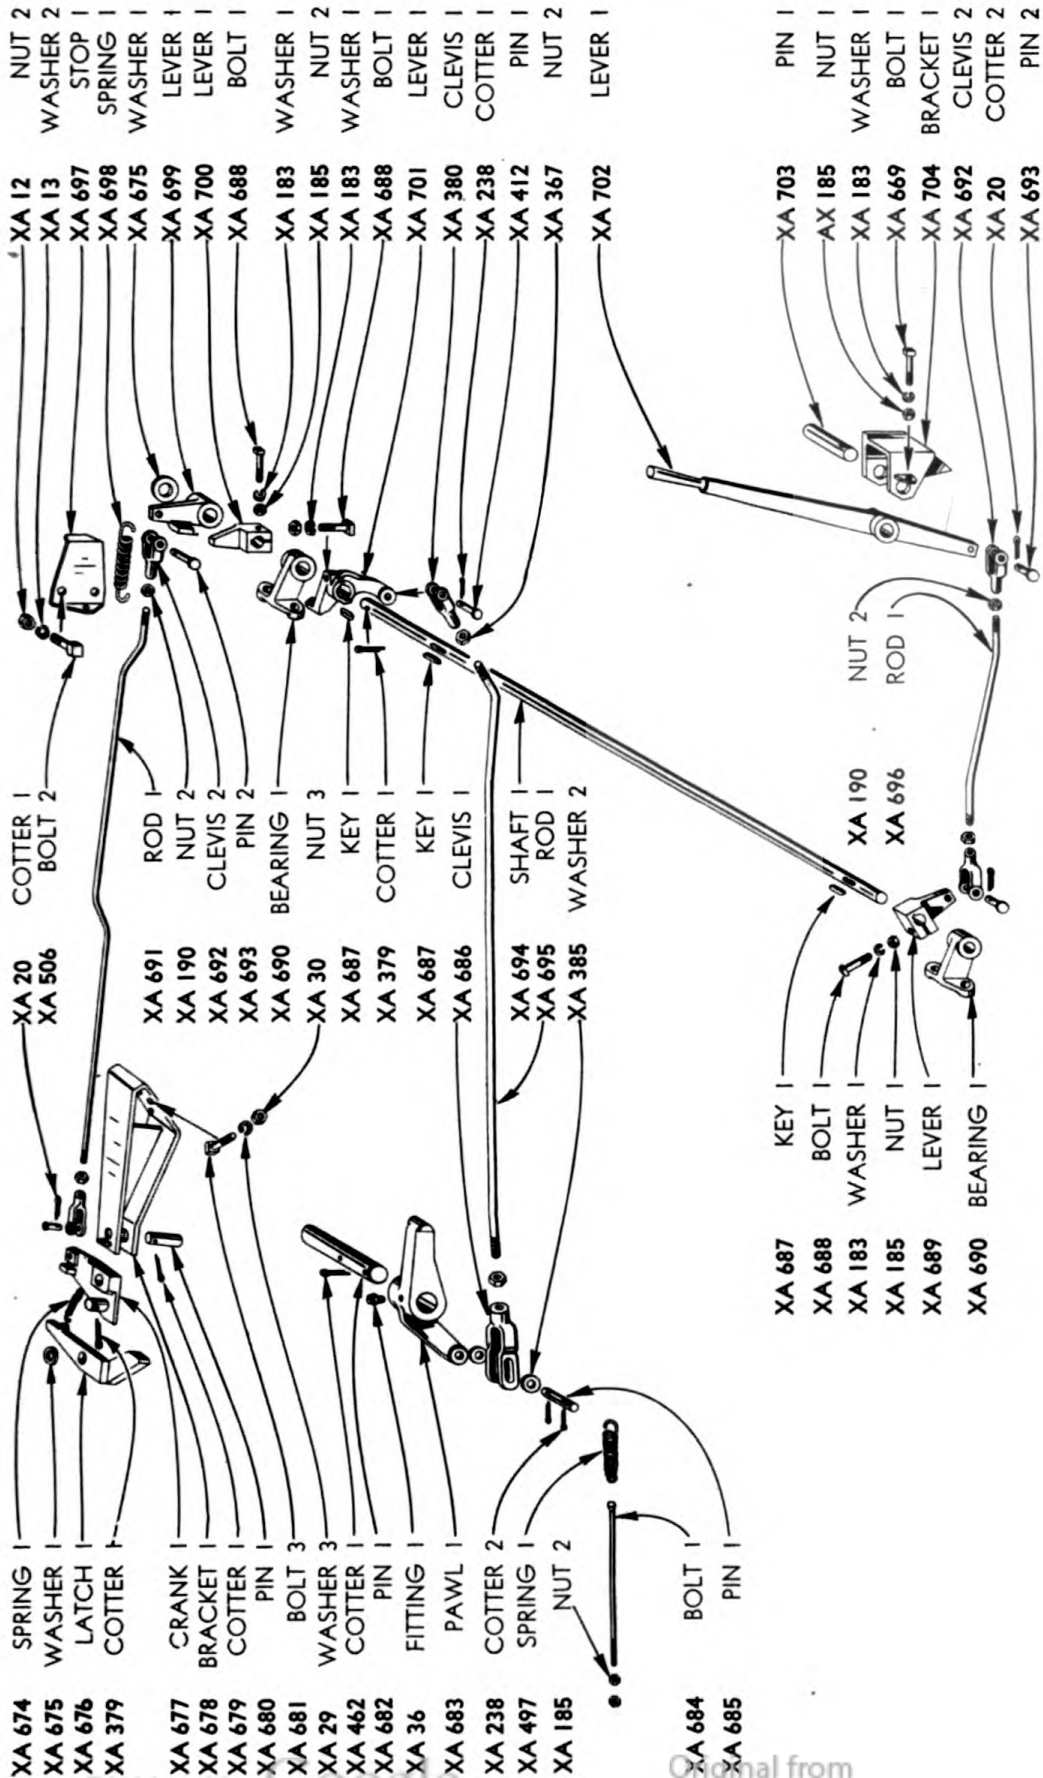 XA 674 SPRING 1
XA 675 WASHER 1
XA 676 LATCH 1
XA 379 COTTER 1
XA 677 CRANK 1
XA 678 BRACKET 1
XA 679 COTTER 1
XA 680 PIN 1
XA 681 BOLT 3
XA 29 WASHER 3
XA 462 COTTER 1
XA 682 PIN 1
XA 36 FITTING 1
XA 683 PAWL 1
XA 238 COTTER 2
XA 497 SPRING 1
XA 185 NUT 2
XA 684 BOLT 1
XA 685 PIN 1
XA 20 COTTER 1
XA 506 BOLT 2
XA 691 ROD 1
XA 190 NUT 2
XA 692 CLEVIS 2
XA 693 PIN 2
XA 690 BEARING 1
XA 30 NUT 3
XA 687 KEY 1
XA 379 COTTER 1
XA 687 KEY 1
XA 686 CLEVIS 1
XA 694 SHAFT 1
XA 695 ROD 1
XA 385 WASHER 2
XA 687 KEY 1
XA 688 BOLT 1
XA 183 WASHER 1
XA 185 NUT 1
XA 689 LEVER 1
XA 690 BEARING 1
XA 190 NUT 2
XA 696 ROD 1
XA 12 NUT 2
XA 13 WASHER 2
XA 697 STOP 1
XA 698 SPRING 1
XA 675 WASHER 1
XA 699 LEVER 1
XA 700 LEVER 1
XA 688 BOLT 1
XA 183 WASHER 1
XA 185 NUT 2
XA 183 WASHER 1
XA 688 BOLT 1
XA 701 LEVER 1
XA 380 CLEVIS 1
XA 238 COTTER 1
XA 412 PIN 1
XA 367 NUT 2
XA 702 LEVER 1
XA 703 PIN 1
AX 185 NUT 1
XA 183 WASHER 1
XA 669 BOLT 1
XA 704 BRACKET 1
XA 692 CLEVIS 2
XA 20 COTTER 2
XA 693 PIN 2
Google
Original from